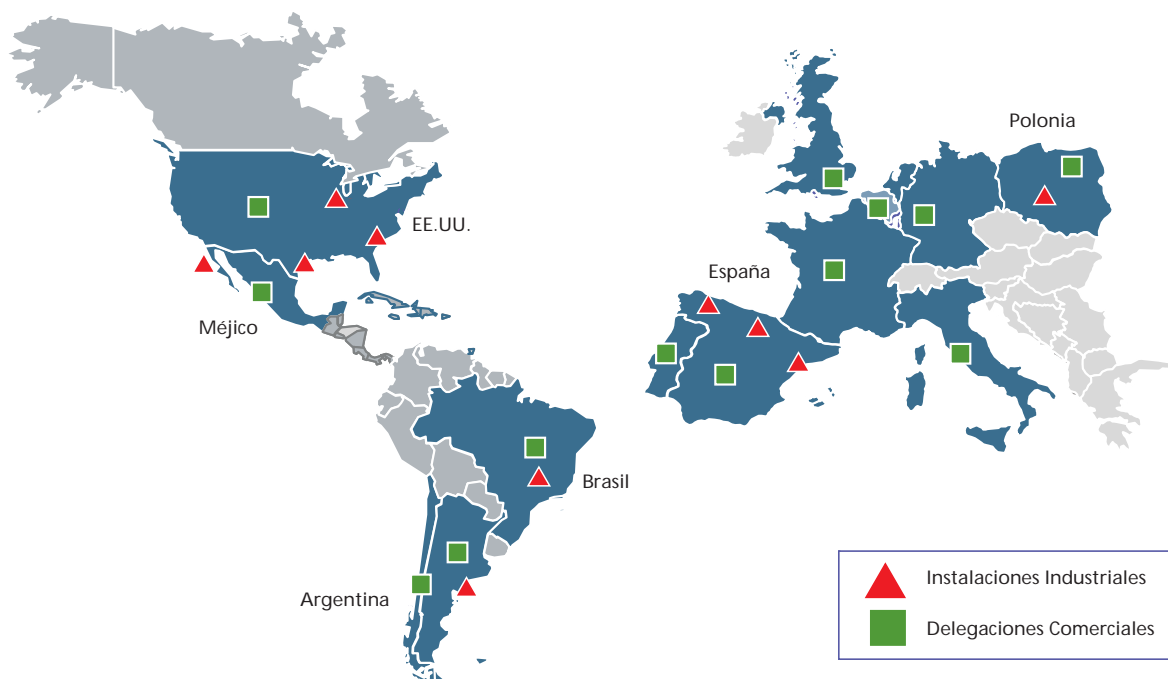 Polonia
EE.UU.
España
Méjico
Brasil
Argentina
Instalaciones Industriales
Delegaciones Comerciales